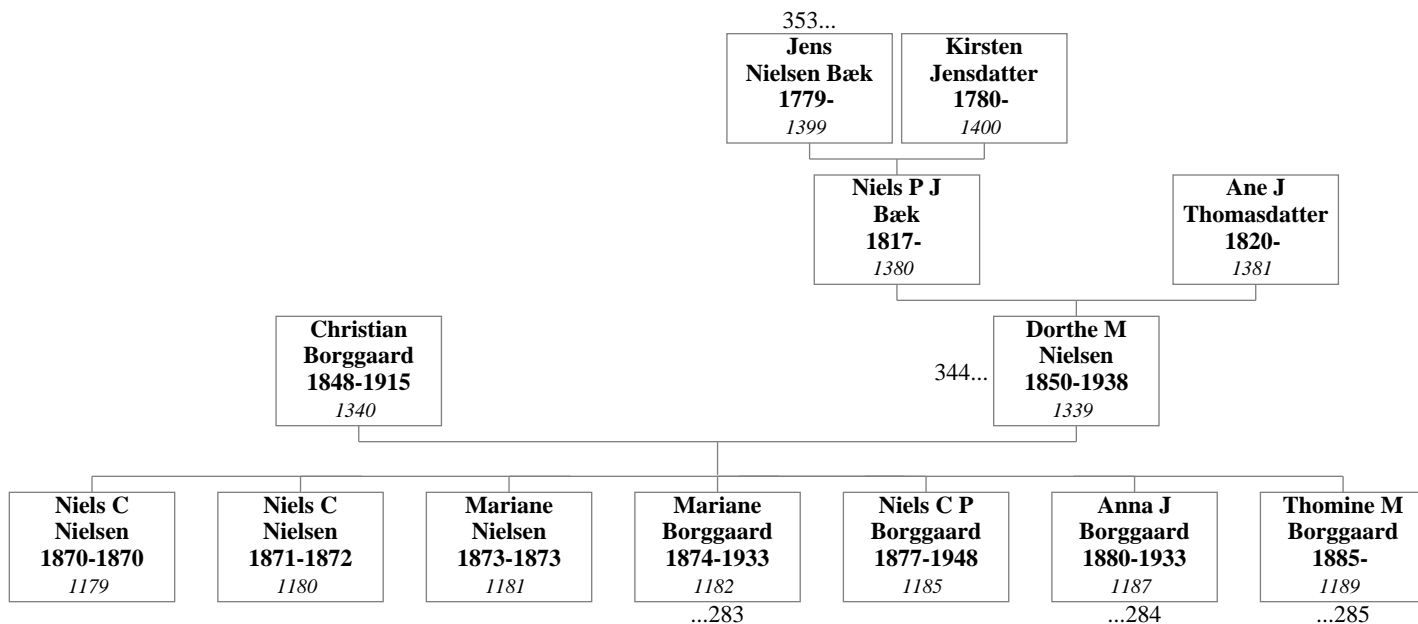 353...
Jens
Nielsen Bæk
1779-
1399
Kirsten
Jensdatter
1780-
1400
Niels P J
Bæk
1817-
1380
Ane J
Thomasdatter
1820-
1381
Christian
Borggaard
1848-1915
1340
344...
Dorthe M
Nielsen
1850-1938
1339
Niels C
Nielsen
1870-1870
1179
Niels C
Nielsen
1871-1872
1180
Mariane
Nielsen
1873-1873
1181
Mariane
Borggaard
1874-1933
1182
...283
Niels C P
Borggaard
1877-1948
1185
Anna J
Borggaard
1880-1933
1187
...284
Thomine M
Borggaard
1885-
1189
...285